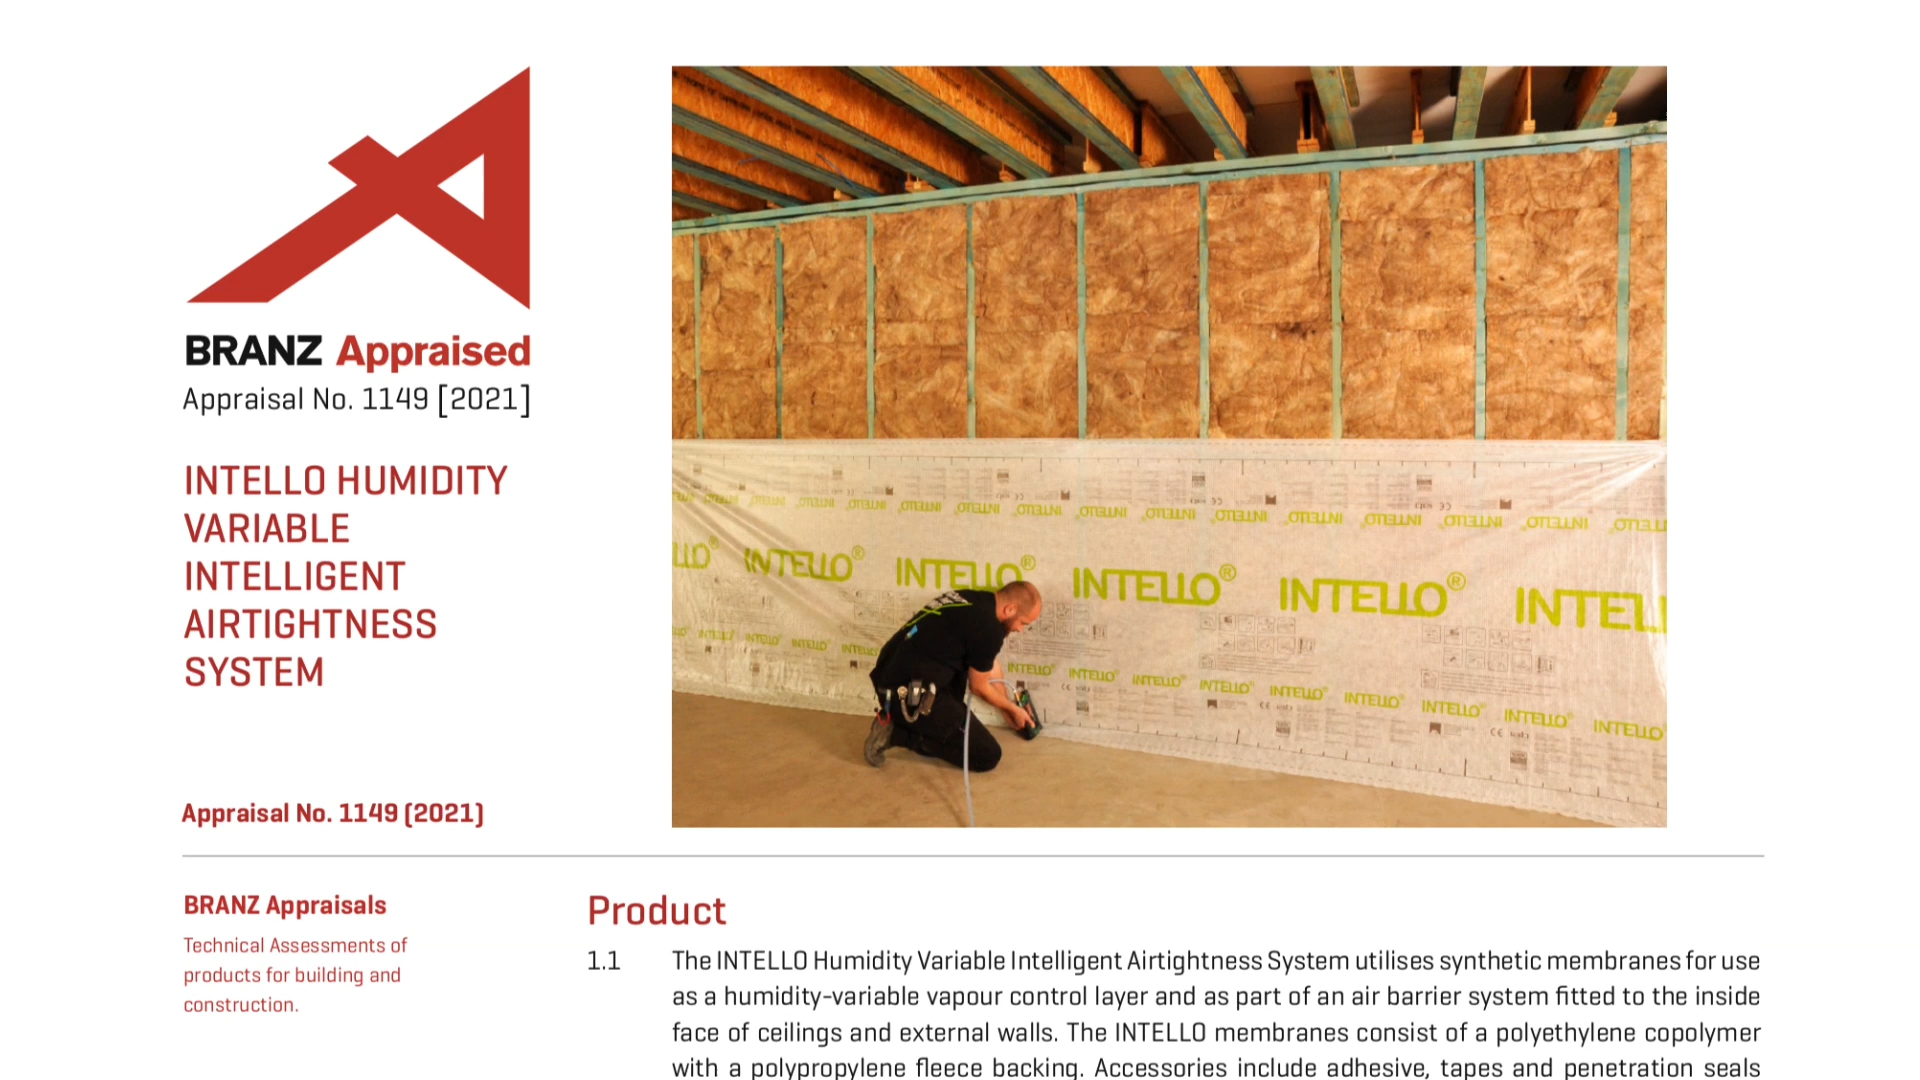 BRANZ Appraised
Appraisal No. 1149 [2021]
INTELLO HUMIDITY
VARIABLE
INTELLIGENT
AIRTIGHTNESS
SYSTEM
Appraisal No. 1149 (2021)
INTELLO® INTELLO® INTELLO® INTELLO®
BRANZ Appraisals
Technical Assessments of
products for building and
construction.
Product
1.1 The INTELLO Humidity Variable Intelligent Airtightness System utilises synthetic membranes for use
as a humidity-variable vapour control layer and as part of an air barrier system fitted to the inside
face of ceilings and external walls. The INTELLO membranes consist of a polyethylene copolymer
with a polypropylene fleece backing. Accessories include adhesive, tapes and penetration seals